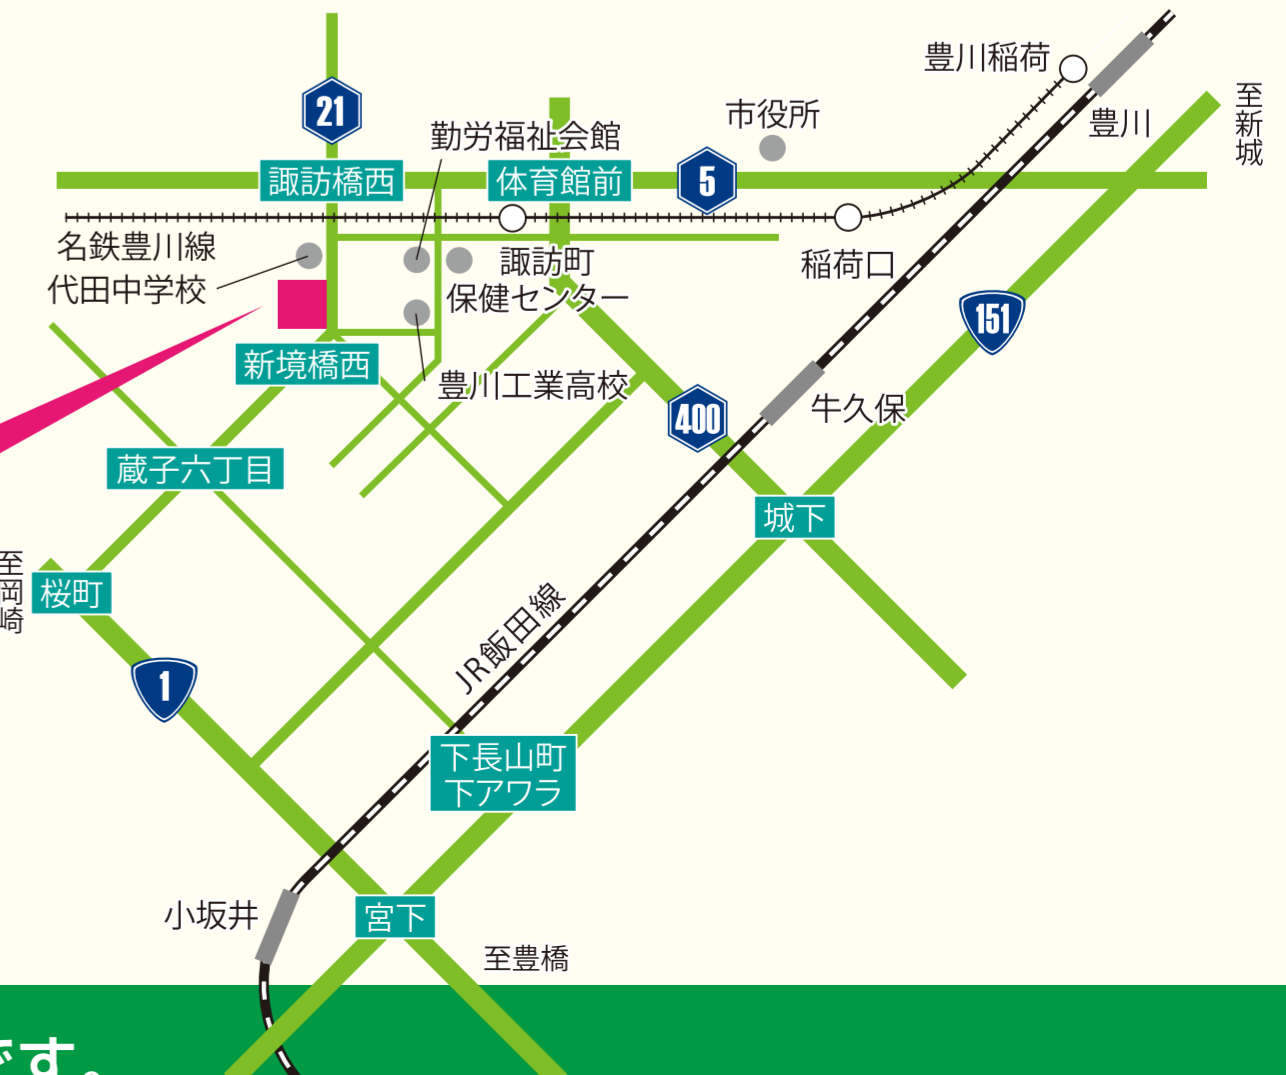 豊川稲荷
至新城
21
勤労福祉会館
市役所
豊川
諏訪橋西
体育館前
5
名鉄豊川線
諏訪町
稲荷口
代田中学校
保健センター
151
新境橋西
豊川工業高校
400
牛久保
蔵子六丁目
城下
至岡崎
桜町
JR飯田線
1
下長山町
下アワラ
小坂井
宮下
至豊橋
です。